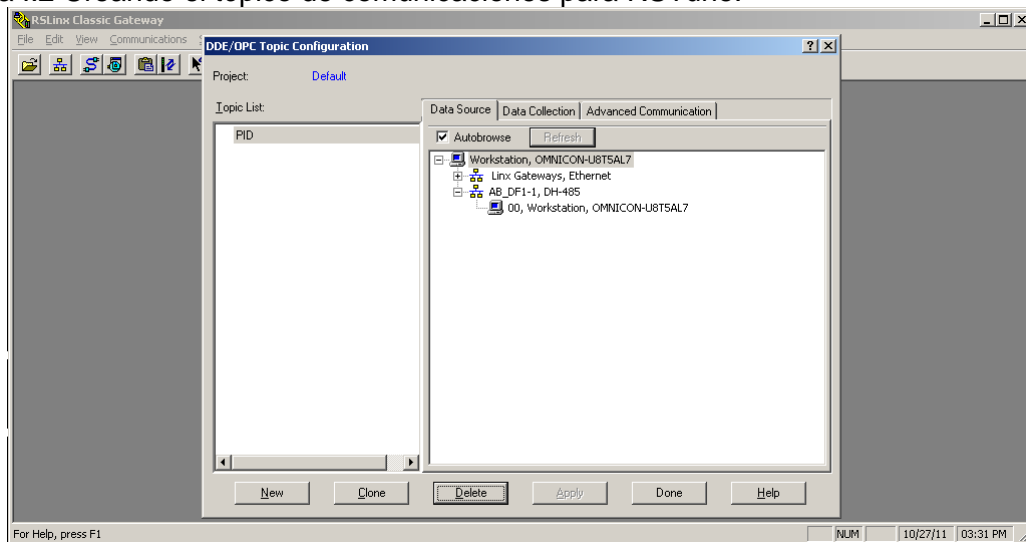 Creando el tópico de comunicaciones para RSTune.
RSLinx Classic Gateway
File Edit View Communications
DDE/OPC Topic Configuration
Project: Default
Topic List:
PID
Data Source Data Collection Advanced Communication
Autobrowse Refresh
Workstation, OMNICON-U8T5AL7
Linx Gateways, Ethernet
AB_DF1-1, DH-485
00, Workstation, OMNICON-U8T5AL7
New Clone Delete Apply Done Help
For Help, press F1 NUM 10/27/11 03:31 PM